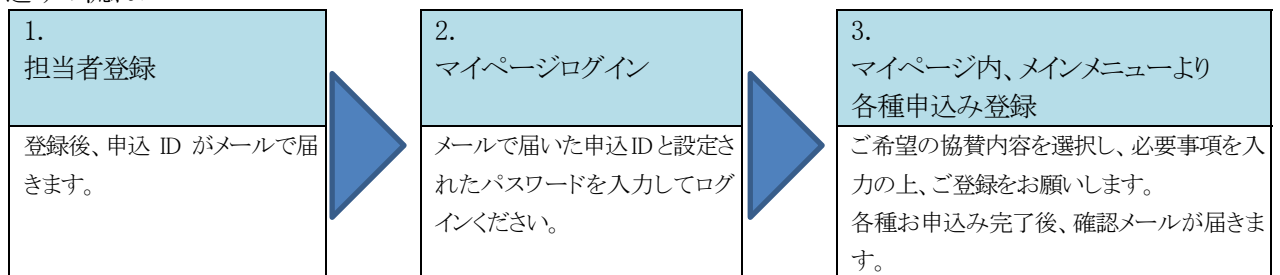 1.
担当者登録
登録後、申込 ID がメールで届
きます。
2.
マイページログイン
メールで届いた申込IDと設定さ
れたパスワードを入力してログ
インください。
3.
マイページ内、メインメニューより
各種申込み登録
ご希望の協賛内容を選択し、必要事項を入
力の上、ご登録をお願いします。
各種お申込み完了後、確認メールが届きま
す。